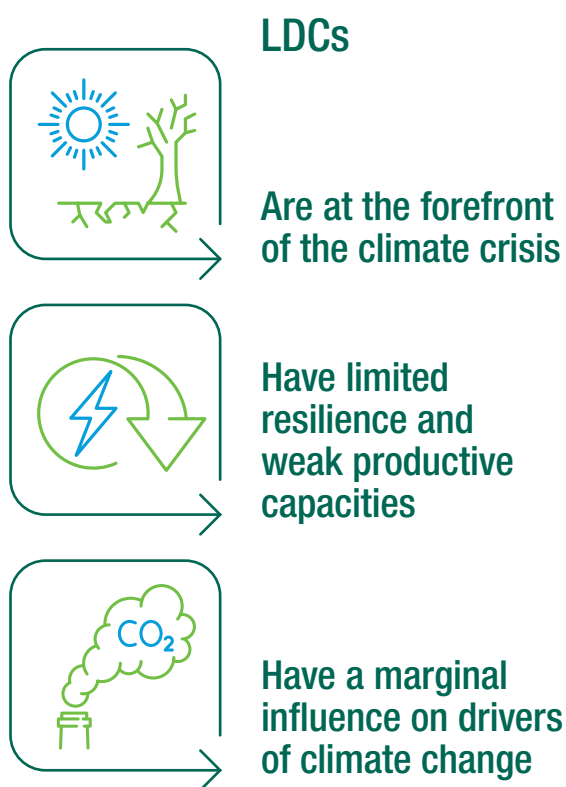 LDCs
Are at the forefront
of the climate crisis
Have limited
resilience and
weak productive
capacities
CO₂
Have a marginal
influence on drivers
of climate change